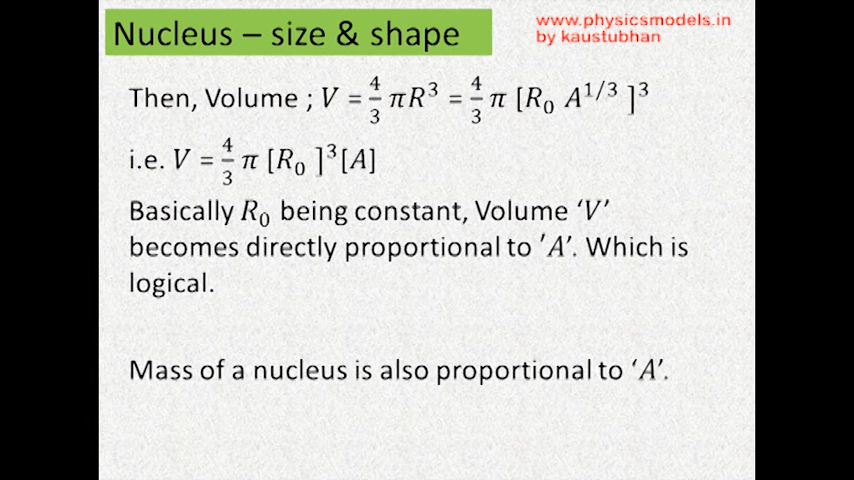 Nucleus – size & shape
www.physicsmodels.in
by kaustubhan
Then, Volume ; V = 4/3 πR³ = 4/3 π [R₀ A^1/3 ]³
i.e. V = 4/3 π [R₀ ]³[A]
Basically R₀ being constant, Volume ‘V’
becomes directly proportional to ′A’. Which is
logical.
Mass of a nucleus is also proportional to ‘A’.